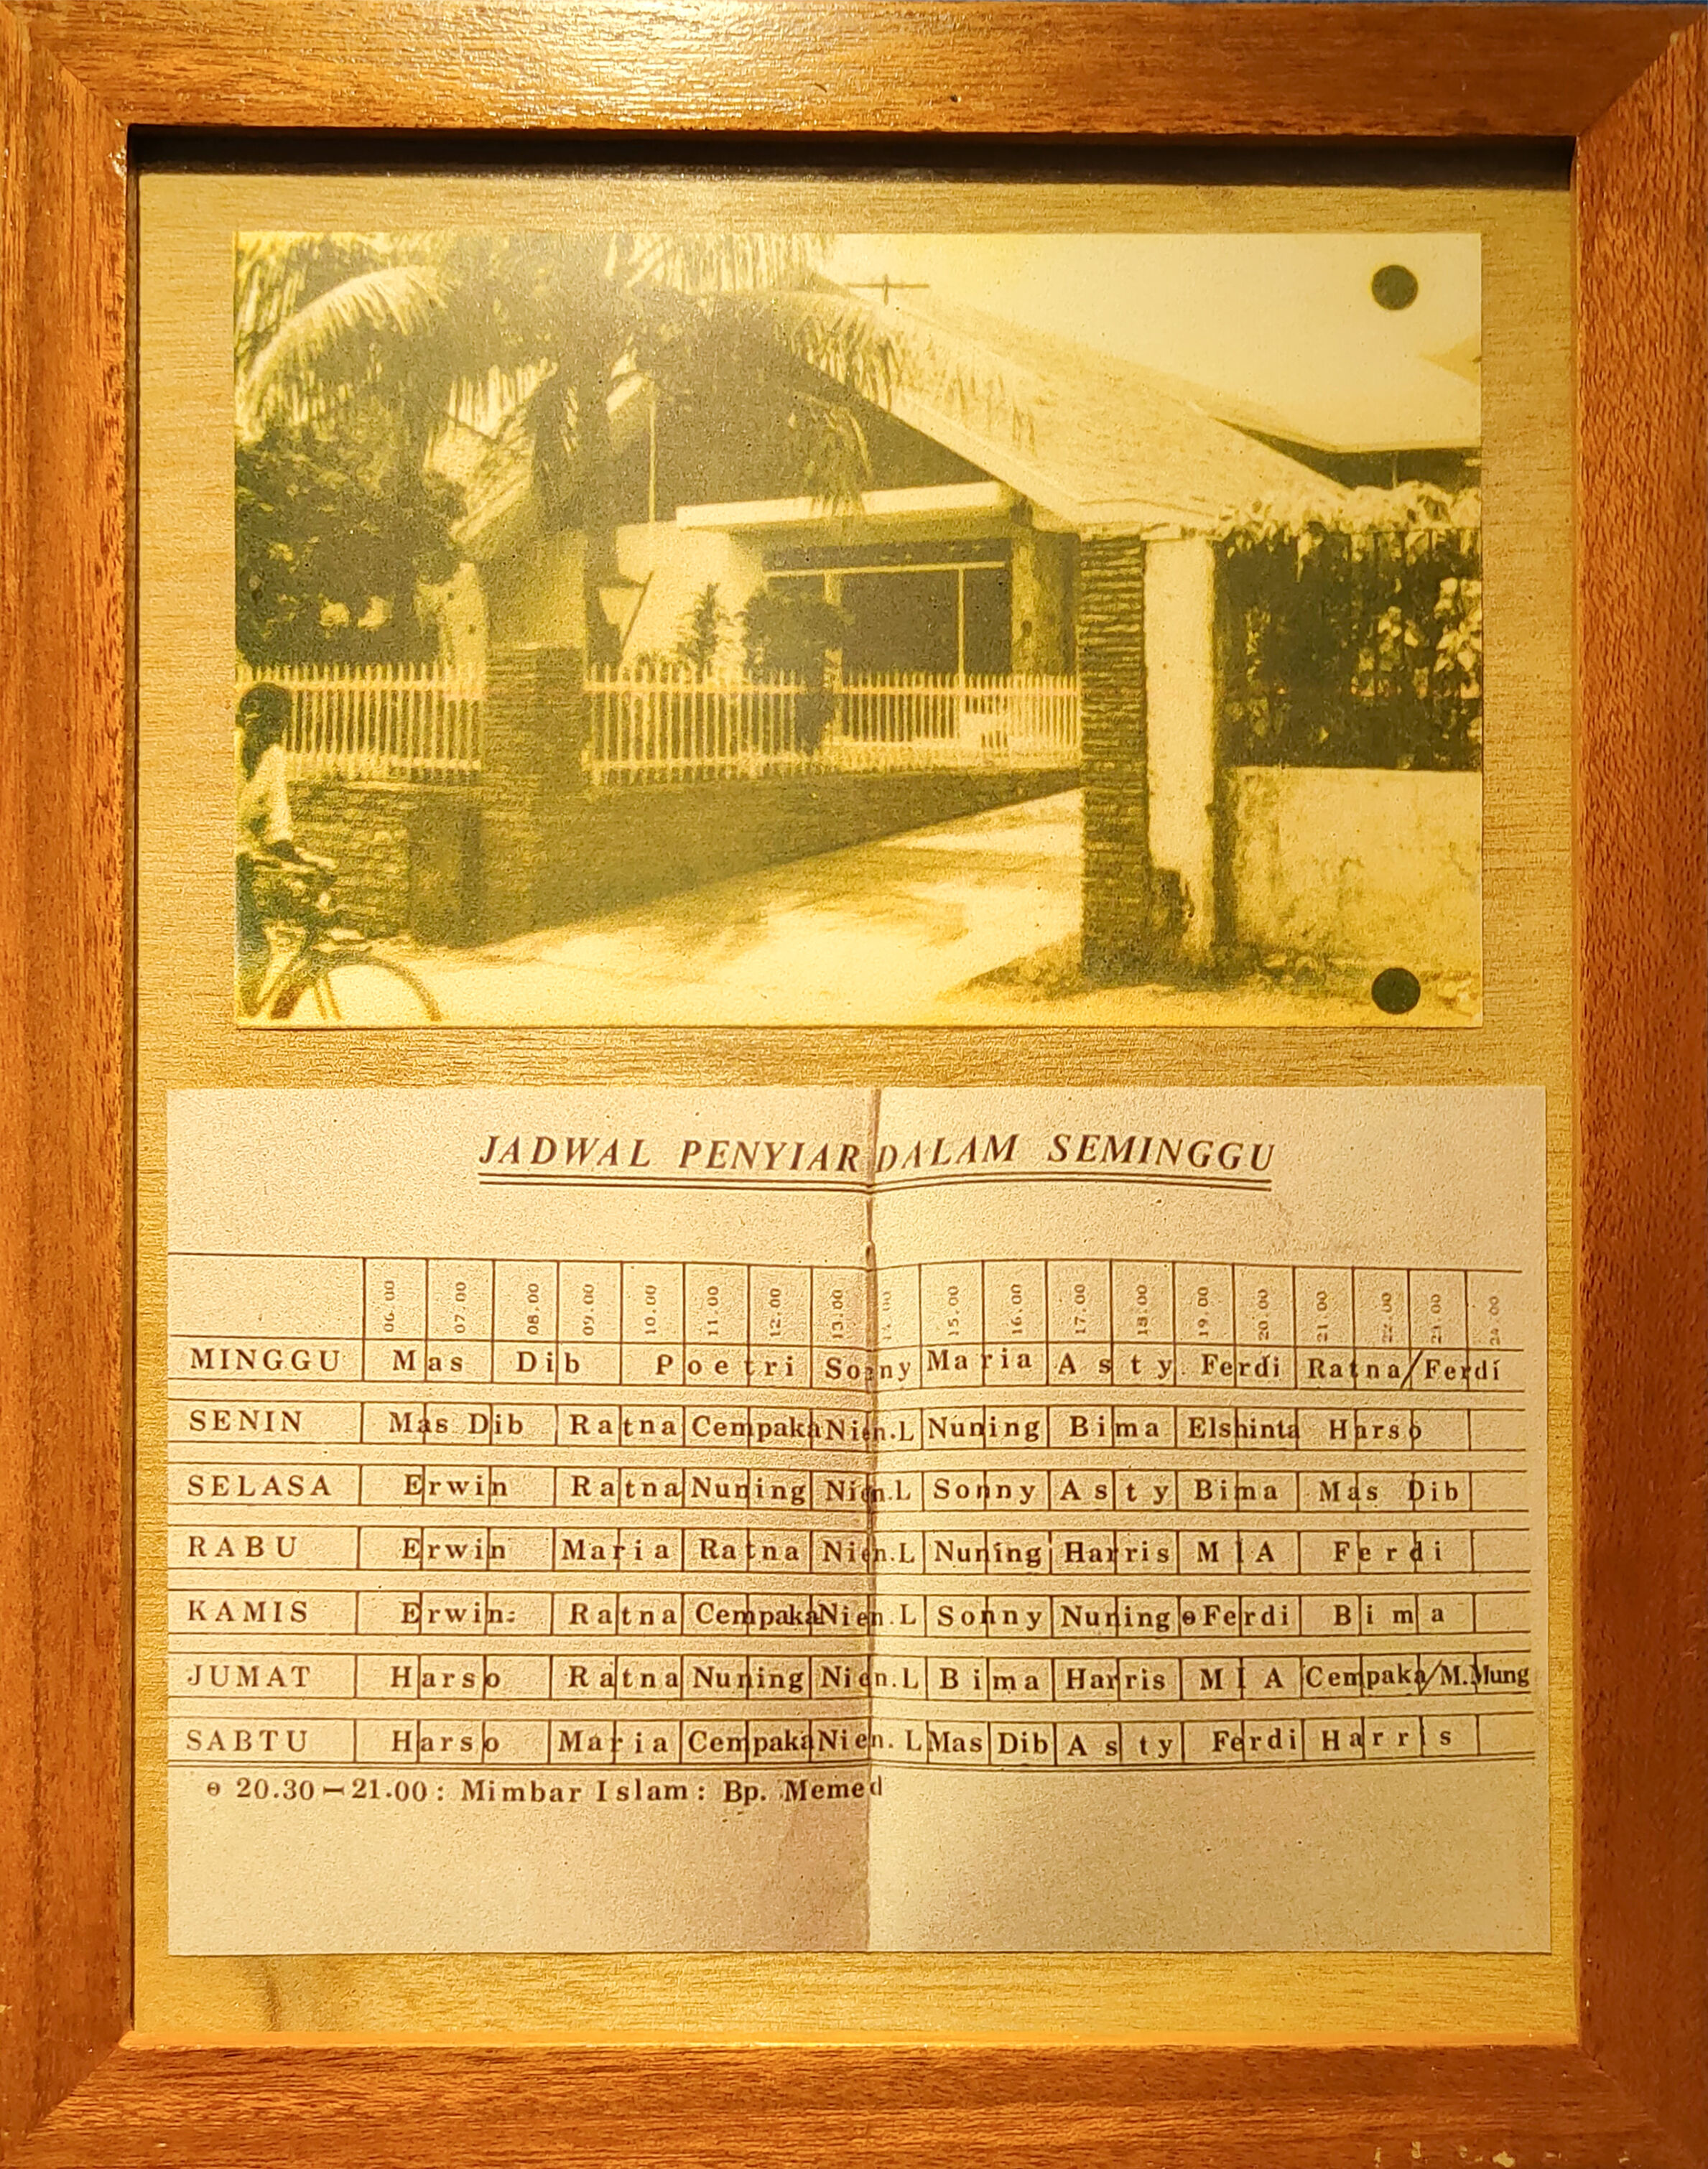 JADWAL PENYIAR DALAM SEMINGGU
06.00 07.00 08.00 09.00 10.00 11.00 12.00 13.00 14.00 15.00 16.00 17.00 18.00 19.00 20.00 21.00 22.00 23.00 24.00
MINGGU Mas Dib Poetri Sonny Maria Asty Ferdi Ratna/Ferdi
SENIN Mas Dib Ratna Cempaka Nien.L Nuning Bima Elshinta Harso
SELASA Erwin Ratna Nuning Nien.L Sonny Asty Bima Mas Dib
RABU Erwin Maria Ratna Nien.L Nuning Harris MIA Ferdi
KAMIS Erwin Ratna Cempaka Nien.L Sonny Nuning ɵ Ferdi Bima
JUMAT Harso Ratna Nuning Nien.L Bima Harris MIA Cempaka/M.Mung
SABTU Harso Maria Cempaka Nien.L Mas Dib Asty Ferdi Harris
ɵ 20.30 — 21.00 : Mimbar Islam : Bp. Memed